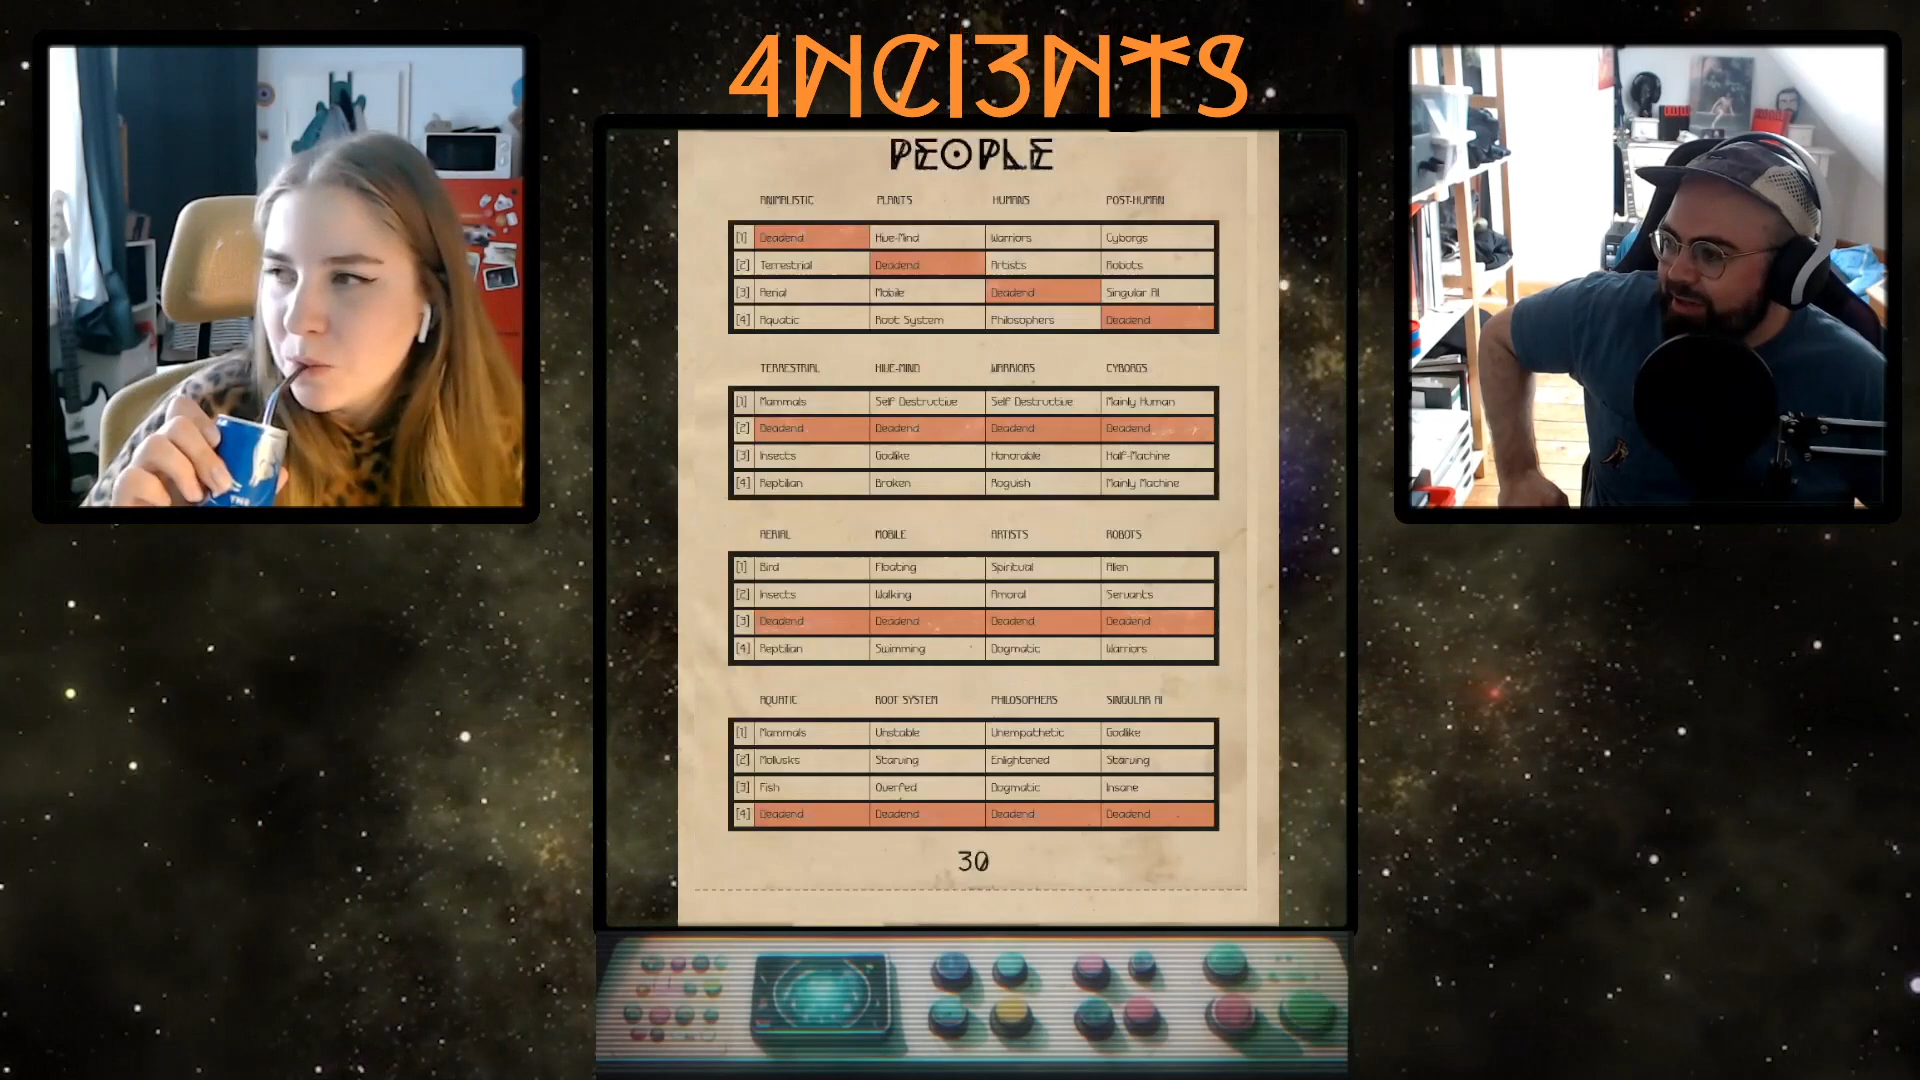 4NCI3NTS
PEOPLE
ANIMALISTIC PLANTS HUMANS POST-HUMAN
[1] Deadend Hive-Mind Warriors Cyborgs
[2] Terrestrial Deadend Artists Robots
[3] Aerial Mobile Deadend Singular AI
[4] Aquatic Root System Philosophers Deadend
TERRESTRIAL HIVE-MIND WARRIORS CYBORGS
[1] Mammals Self Destructive Self Destructive Mainly Human
[2] Deadend Deadend Deadend Deadend
[3] Insects Godlike Honorable Half-Machine
[4] Reptilian Broken Roguish Mainly Machine
AERIAL MOBILE ARTISTS ROBOTS
[1] Bird Floating Spiritual Alien
[2] Insects Walking Amoral Servants
[3] Deadend Deadend Deadend Deadend
[4] Reptilian Swimming Dogmatic Warriors
AQUATIC ROOT SYSTEM PHILOSOPHERS SINGULAR AI
[1] Mammals Unstable Unempathetic Godlike
[2] Mollusks Starving Enlightened Starving
[3] Fish Overfed Dogmatic Insane
[4] Deadend Deadend Deadend Deadend
30
THE